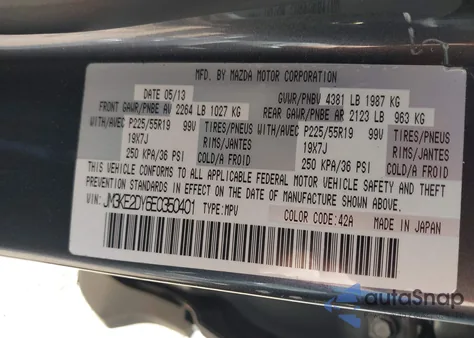 MFD. BY MAZDA MOTOR CORPORATION
DATE 05/13 GVWR/PNBV 4381 LB 1987 KG
FRONT GAWR/PNBE AV 2264 LB 1027 KG REAR GAWR/PNBE AR 2123 LB 963 KG
WITH/AVEC P225/55R19 99V TIRES/PNEUS WITH/AVEC P225/55R19 99V TIRES/PNEUS
19X7J RIMS/JANTES 19X7J RIMS/JANTES
250 KPA/36 PSI COLD/A FROID 250 KPA/36 PSI COLD/A FROID
THIS VEHICLE CONFORMS TO ALL APPLICABLE FEDERAL MOTOR VEHICLE SAFETY AND THEFT
PREVENTION STANDARDS IN EFFECT ON THE DATE OF MANUFACTURE SHOWN ABOVE.
VIN: JM3KE2DY6E0350401 TYPE: MPV
COLOR CODE: 42A MADE IN JAPAN
autoSnap